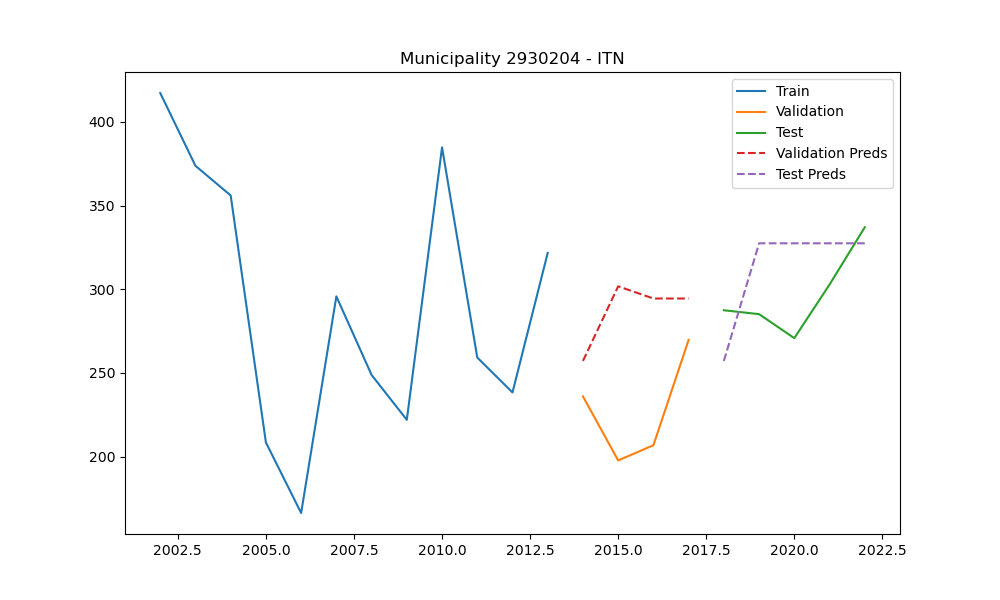 Municipality 2930204 - ITN
Train
Validation
Test
Validation Preds
Test Preds
400
350
300
250
200
2002.5 2005.0 2007.5 2010.0 2012.5 2015.0 2017.5 2020.0 2022.5